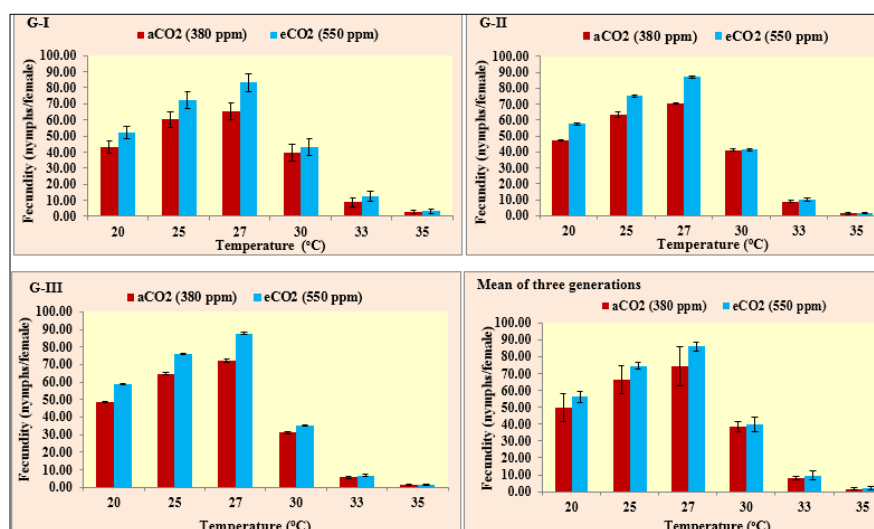 G-I
aCO2 (380 ppm) eCO2 (550 ppm)
Fecundity (nymphs/female)
100.00
90.00
80.00
70.00
60.00
50.00
40.00
30.00
20.00
10.00
0.00
20 25 27 30 33 35
Temperature (°C)
G-II
aCO2 (380 ppm) eCO2 (550 ppm)
Fecundity (nymphs/female)
100.00
90.00
80.00
70.00
60.00
50.00
40.00
30.00
20.00
10.00
0.00
20 25 27 30 33 35
Temperature (°C)
G-III
aCO2 (380 ppm) eCO2 (550 ppm)
Fecundity (nymphs/female)
100.00
90.00
80.00
70.00
60.00
50.00
40.00
30.00
20.00
10.00
0.00
20 25 27 30 33 35
Temperature (°C)
Mean of three generations
aCO2 (380 ppm) eCO2 (550 ppm)
Fecundity (nymphs/female)
100.00
90.00
80.00
70.00
60.00
50.00
40.00
30.00
20.00
10.00
0.00
20 25 27 30 33 35
Temperature (°C)